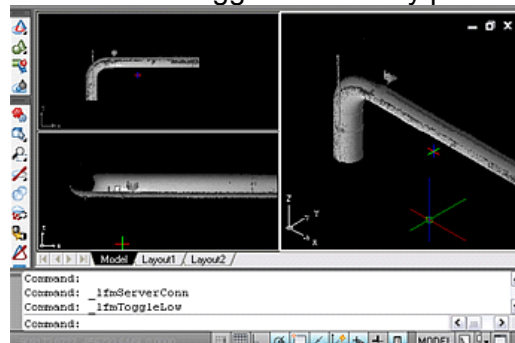 Z
Y
X
Model Layout1 Layout2
Command:
Command: _lfmServerConn
Command: _lfmToggleLow
Command:
MODEL